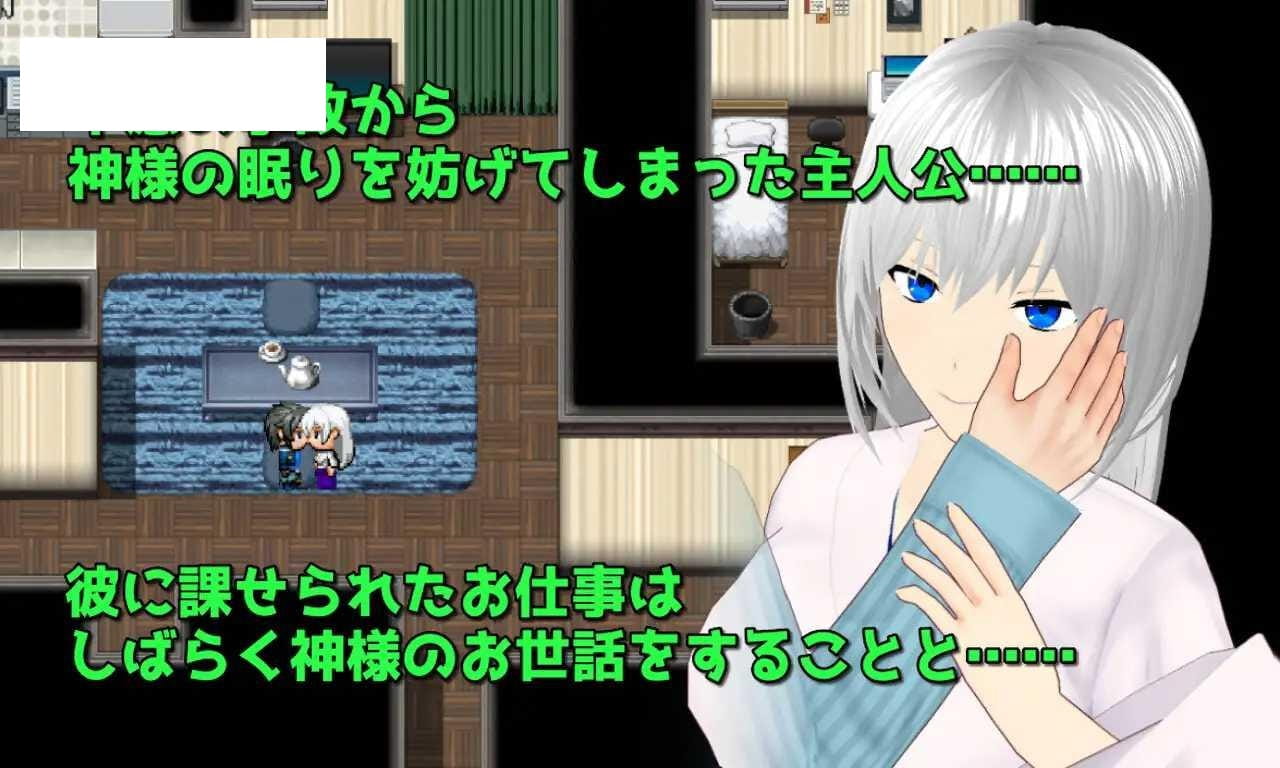 から
神様の眠りを妨げてしまった主人公……
彼に課せられたお仕事は
しばらく神様のお世話をすることと……